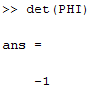 >> det(PHI)
ans =
-1